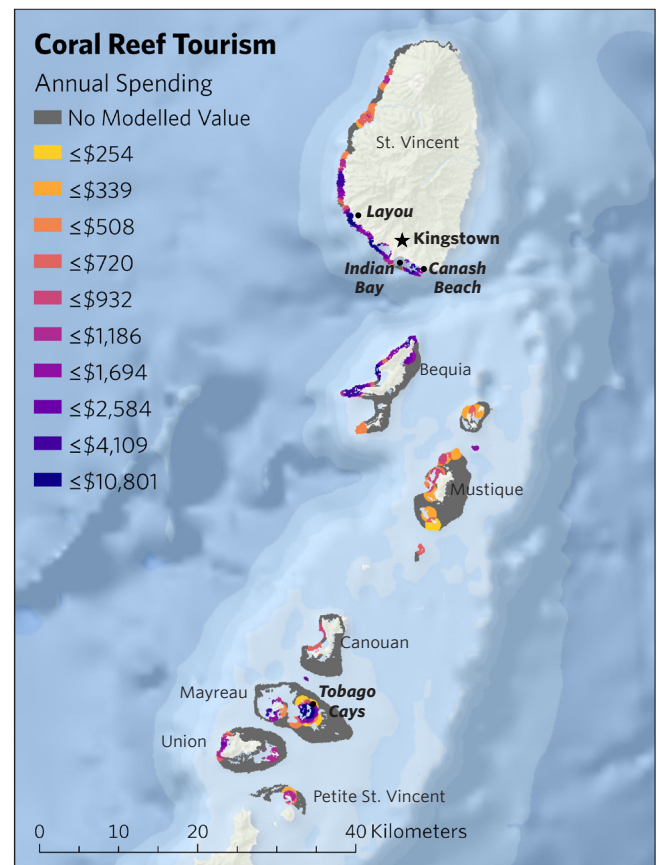 Coral Reef Tourism
Annual Spending
No Modelled Value
≤$254
≤$339
≤$508
≤$720
≤$932
≤$1,186
≤$1,694
≤$2,584
≤$4,109
≤$10,801
St. Vincent
Layou
Kingstown
Indian
Bay
Canash
Beach
Bequia
Mustique
Canouan
Mayreau
Tobago
Cays
Union
Petite St. Vincent
0 10 20 40 Kilometers